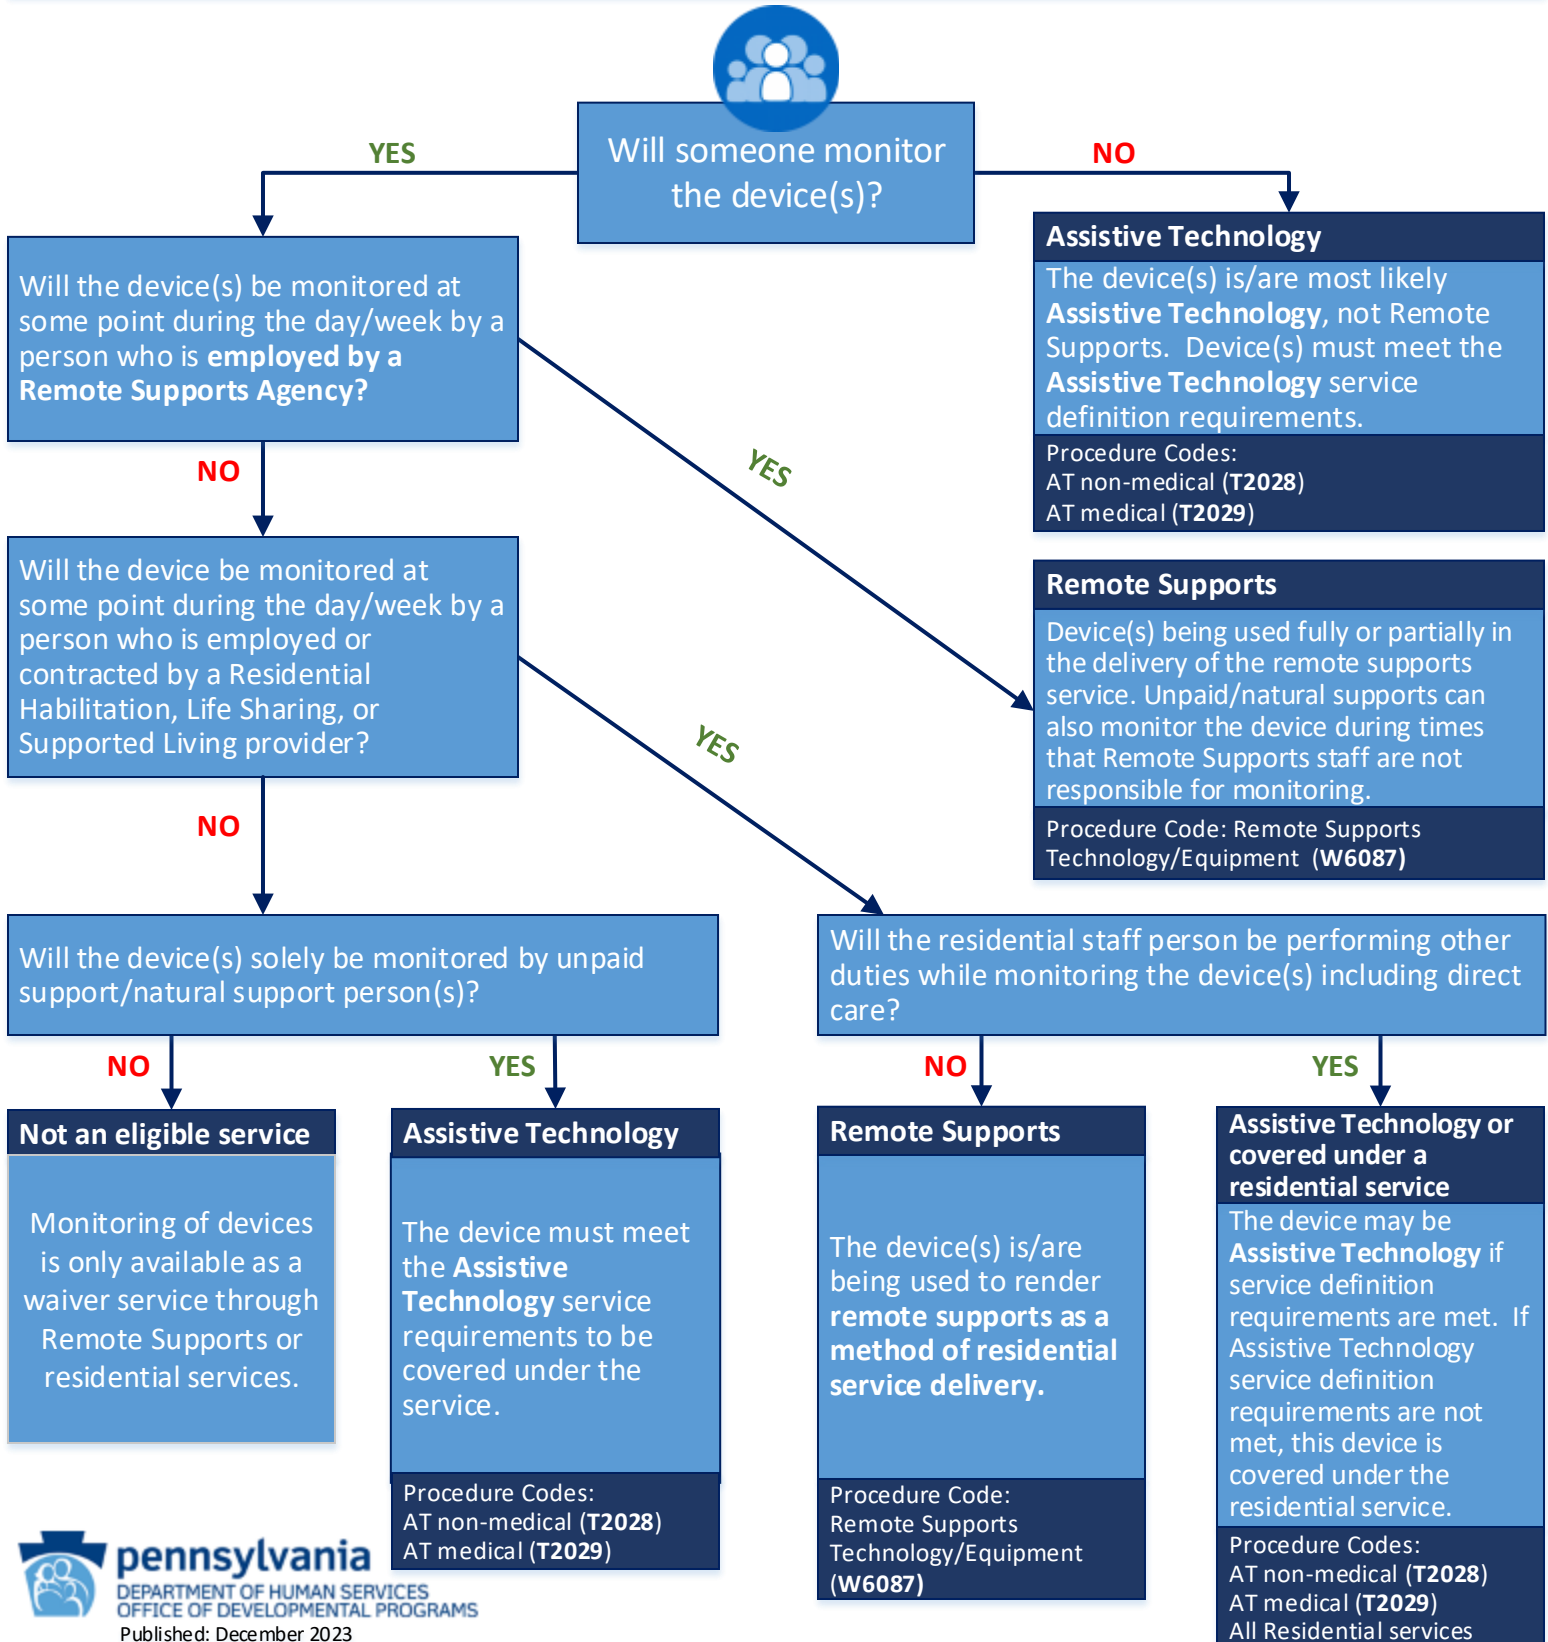 Will someone monitor
the device(s)?
YES
NO
Will the device(s) be monitored at
some point during the day/week by a
person who is employed by a
Remote Supports Agency?
Assistive Technology
The device(s) is/are most likely
Assistive Technology, not Remote
Supports. Device(s) must meet the
Assistive Technology service
definition requirements.
Procedure Codes:
AT non-medical (T2028)
AT medical (T2029)
NO
YES
Will the device be monitored at
some point during the day/week by a
person who is employed or
contracted by a Residential
Habilitation, Life Sharing, or
Supported Living provider?
Remote Supports
Device(s) being used fully or partially in
the delivery of the remote supports
service. Unpaid/natural supports can
also monitor the device during times
that Remote Supports staff are not
responsible for monitoring.
Procedure Code: Remote Supports
Technology/Equipment (W6087)
NO
YES
Will the device(s) solely be monitored by unpaid
support/natural support person(s)?
Will the residential staff person be performing other
duties while monitoring the device(s) including direct
care?
NO
YES
NO
YES
Not an eligible service
Monitoring of devices
is only available as a
waiver service through
Remote Supports or
residential services.
Assistive Technology
The device must meet
the Assistive
Technology service
requirements to be
covered under the
service.
Procedure Codes:
AT non-medical (T2028)
AT medical (T2029)
Remote Supports
The device(s) is/are
being used to render
remote supports as a
method of residential
service delivery.
Procedure Code:
Remote Supports
Technology/Equipment
(W6087)
Assistive Technology or
covered under a
residential service
The device may be
Assistive Technology if
service definition
requirements are met. If
Assistive Technology
service definition
requirements are not
met, this device is
covered under the
residential service.
Procedure Codes:
AT non-medical (T2028)
AT medical (T2029)
All Residential services
pennsylvania
DEPARTMENT OF HUMAN SERVICES
OFFICE OF DEVELOPMENTAL PROGRAMS
Published: December 2023